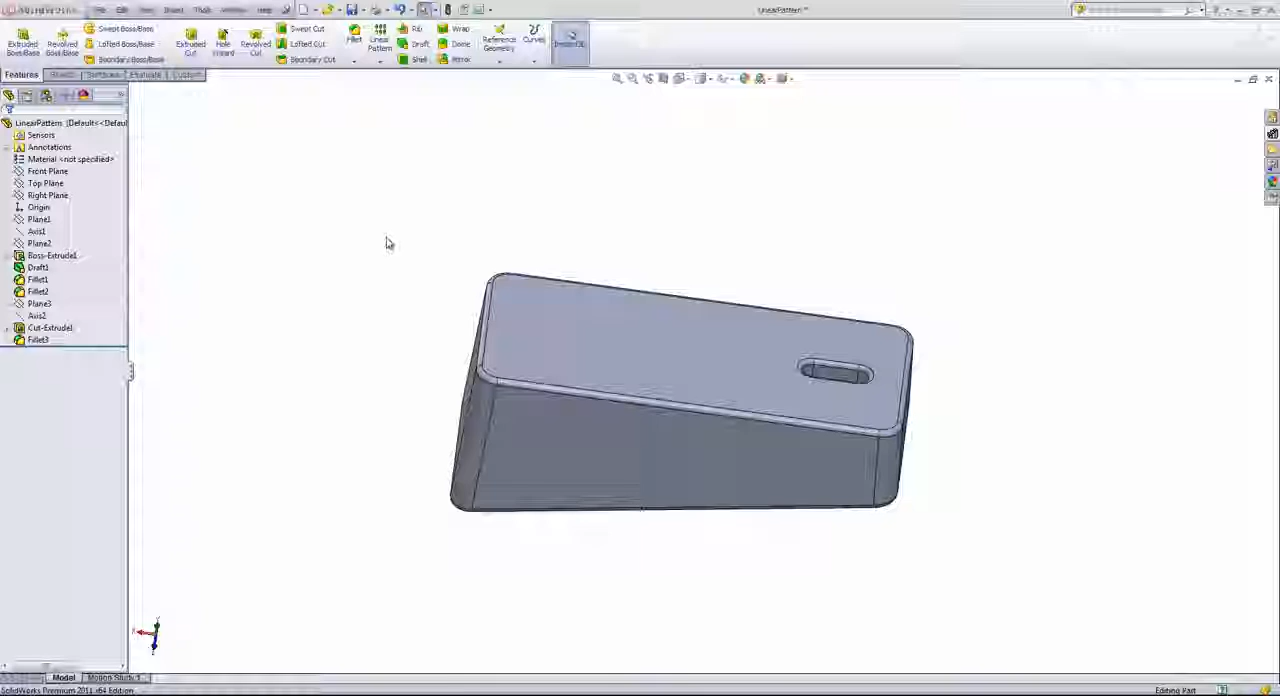 LinearPattern *
Swept Boss/Base
Swept Cut
Rib
Wrap
Extruded Boss/Base
Revolved Boss/Base
Lofted Boss/Base
Extruded Cut
Hole Wizard
Revolved Cut
Lofted Cut
Fillet
Linear Pattern
Draft
Dome
Reference Geometry
Curves
Instant3D
Boundary Boss/Base
Boundary Cut
Shell
Mirror
Features
Evaluate
LinearPattern (Default<<Defaul
Sensors
Annotations
Material <not specified>
Front Plane
Top Plane
Right Plane
Origin
Plane1
Axis1
Plane2
Boss-Extrude1
Draft1
Fillet1
Fillet2
Plane3
Axis2
Cut-Extrude1
Fillet3
Model
Motion Study 1
SolidWorks Premium 2011 x64 Edition
Editing Part